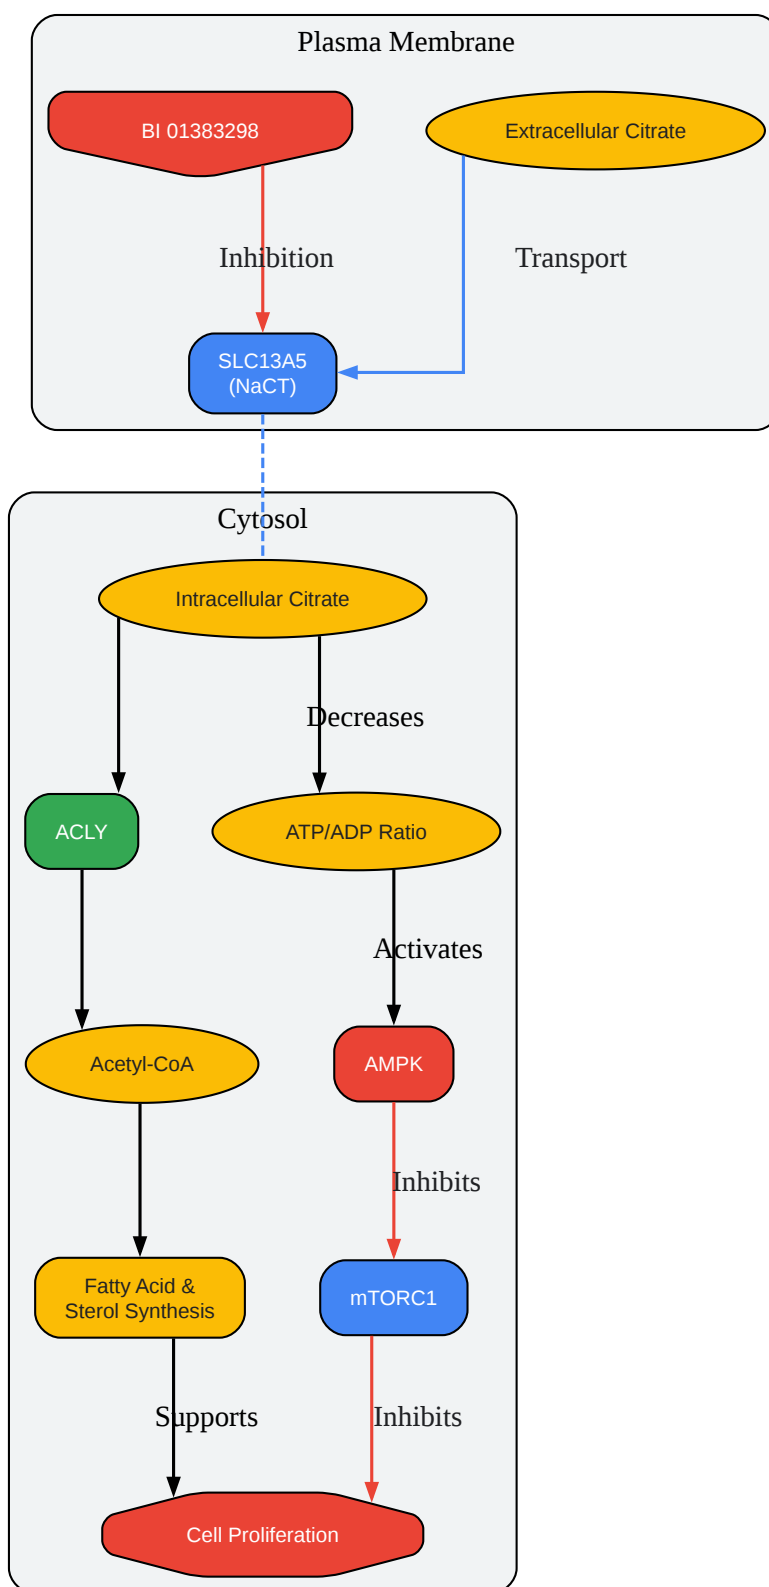 Plasma Membrane
BI 01383298
Extracellular Citrate
Inhibition
Transport
SLC13A5
(NaCT)
Cytosol
Intracellular Citrate
Decreases
ACLY
ATP/ADP Ratio
Activates
Acetyl-CoA
AMPK
Inhibits
Fatty Acid &
Sterol Synthesis
mTORC1
Supports
Inhibits
Cell Proliferation